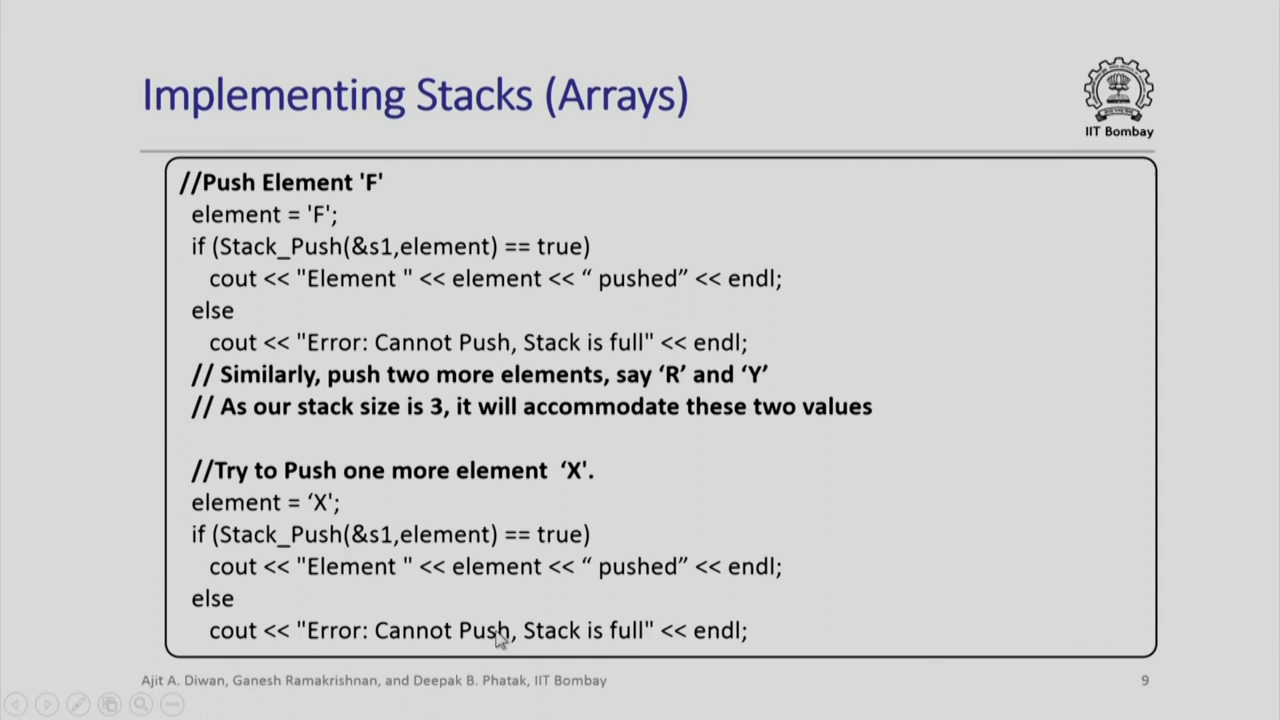 Implementing Stacks (Arrays)
IIT Bombay
//Push Element 'F'
element = 'F';
if (Stack_Push(&s1,element) == true)
cout << "Element " << element << “ pushed” << endl;
else
cout << "Error: Cannot Push, Stack is full" << endl;
// Similarly, push two more elements, say ‘R’ and ‘Y’
// As our stack size is 3, it will accommodate these two values
//Try to Push one more element  ‘X'.
element = ‘X';
if (Stack_Push(&s1,element) == true)
cout << "Element " << element << “ pushed” << endl;
else
cout << "Error: Cannot Push, Stack is full" << endl;
Ajit A. Diwan, Ganesh Ramakrishnan, and Deepak B. Phatak, IIT Bombay
9